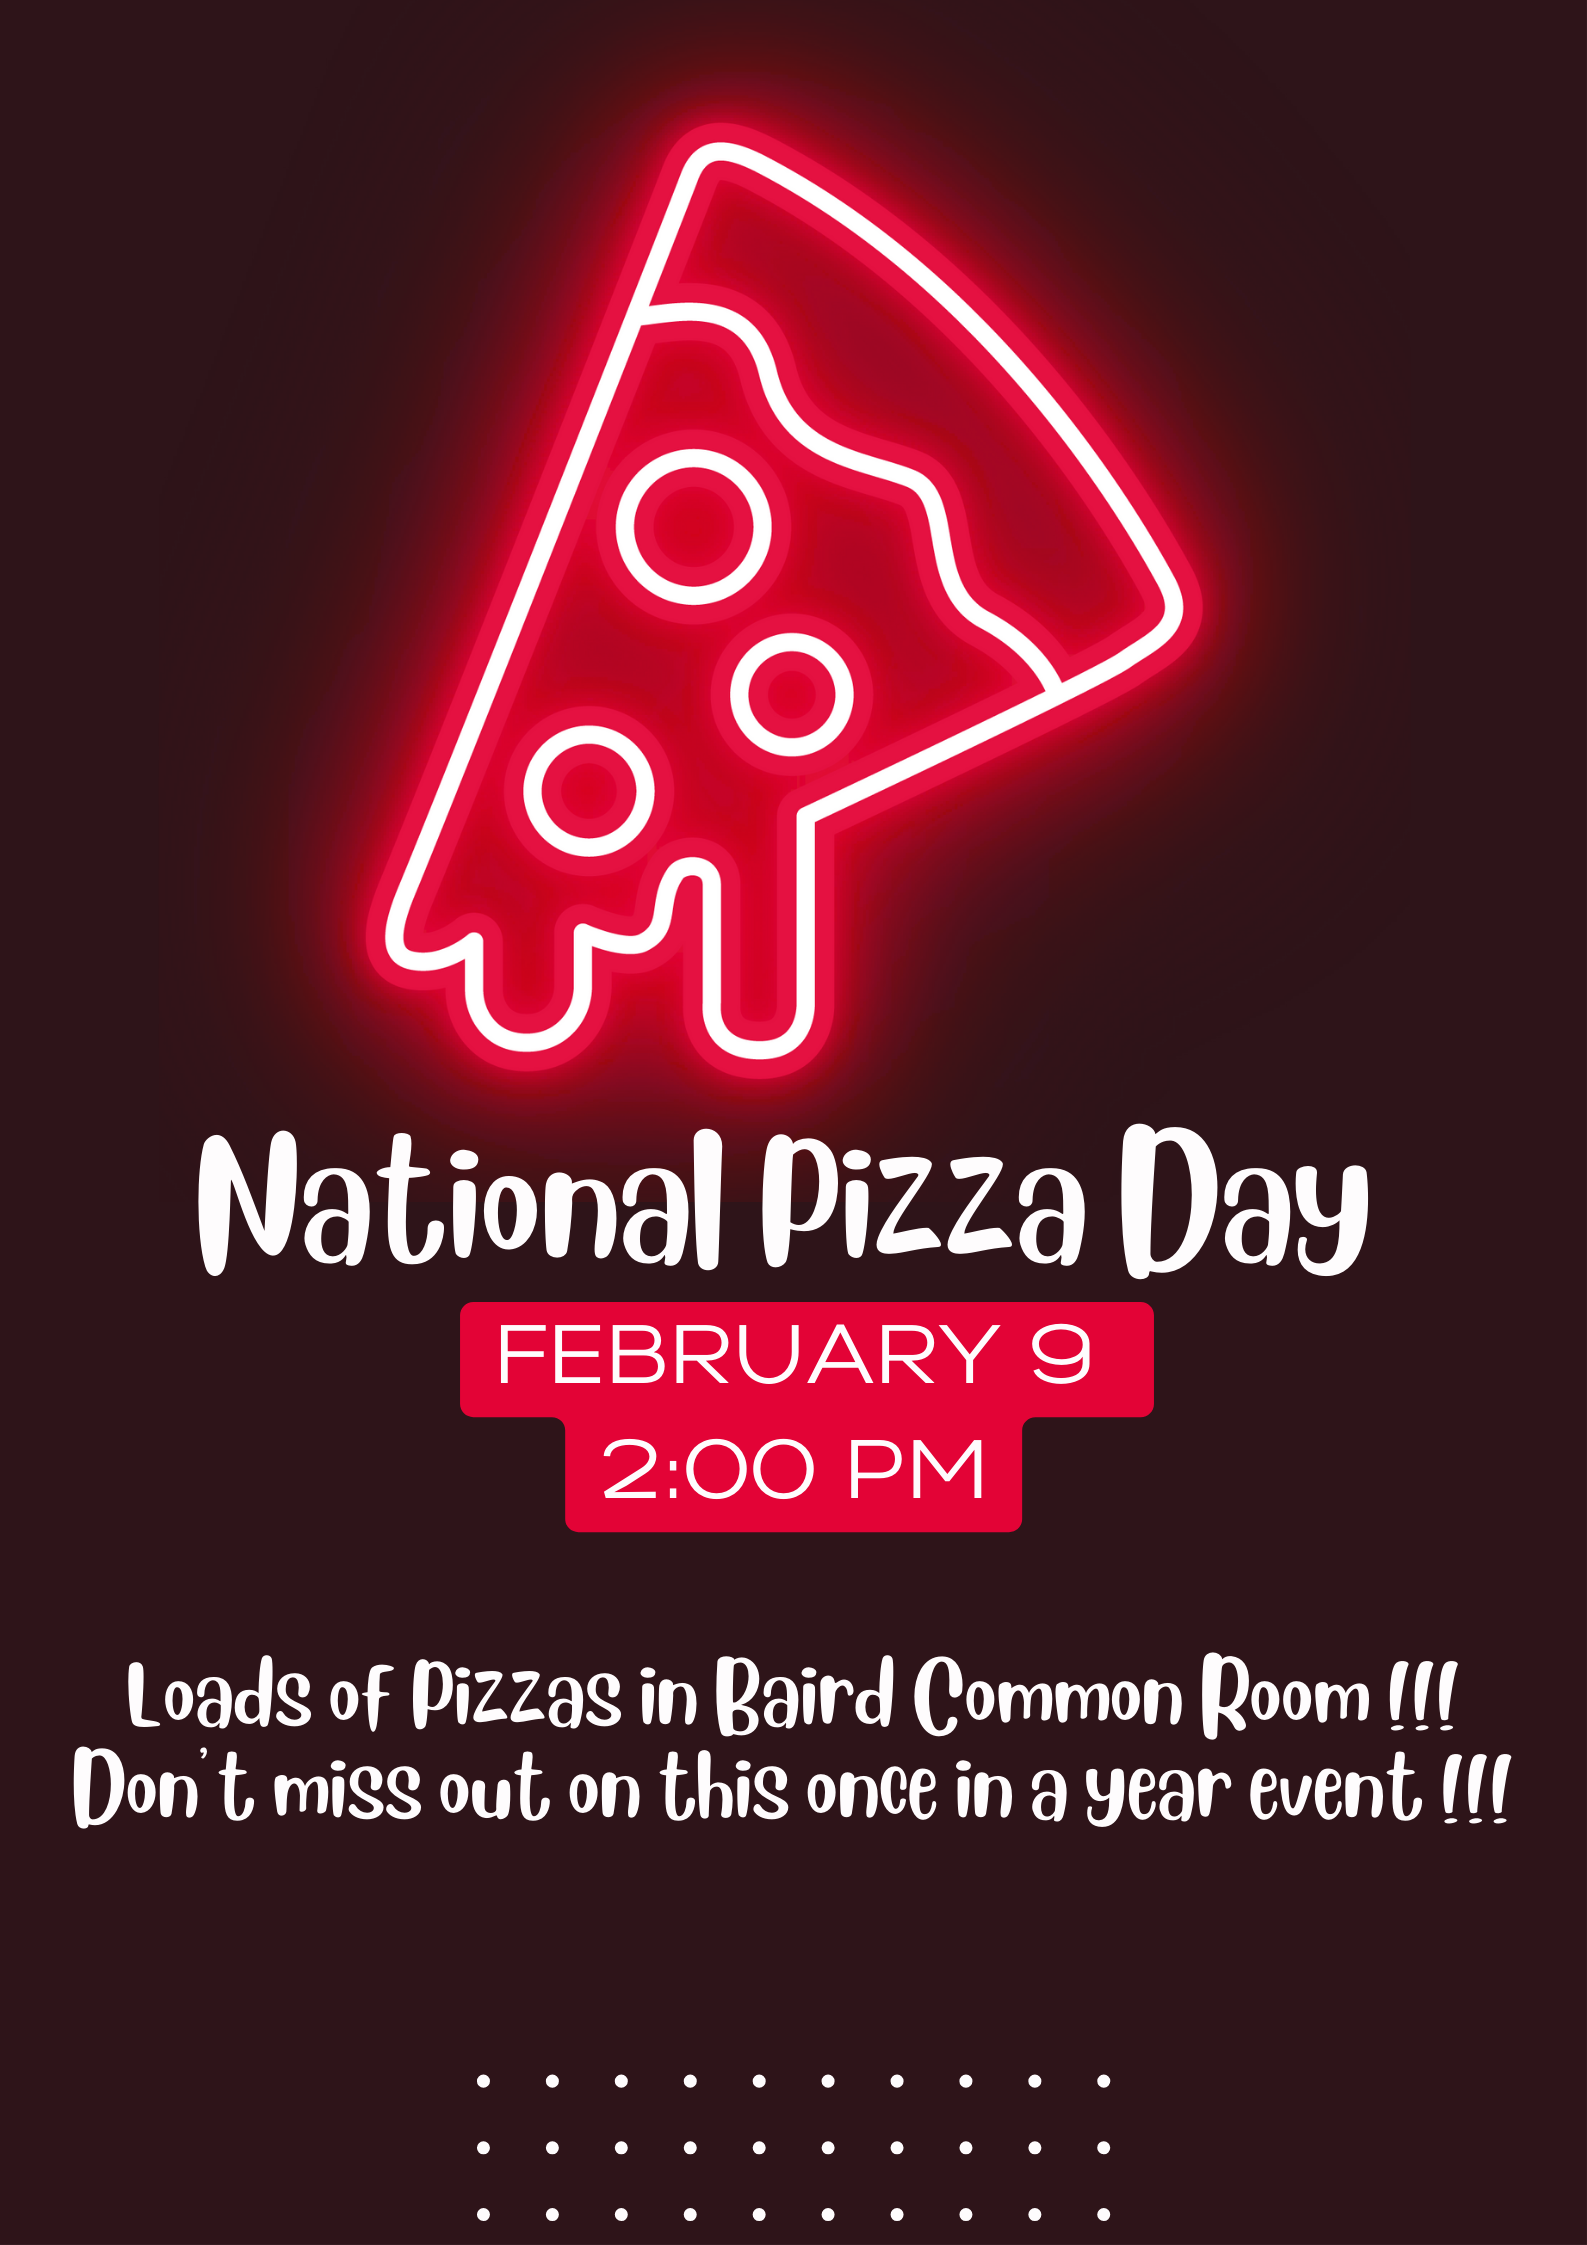 National Pizza Day
FEBRUARY 9
2:00 PM
Loads of Pizzas in Baird Common Room !!!
Don't miss out on this once in a year event !!!